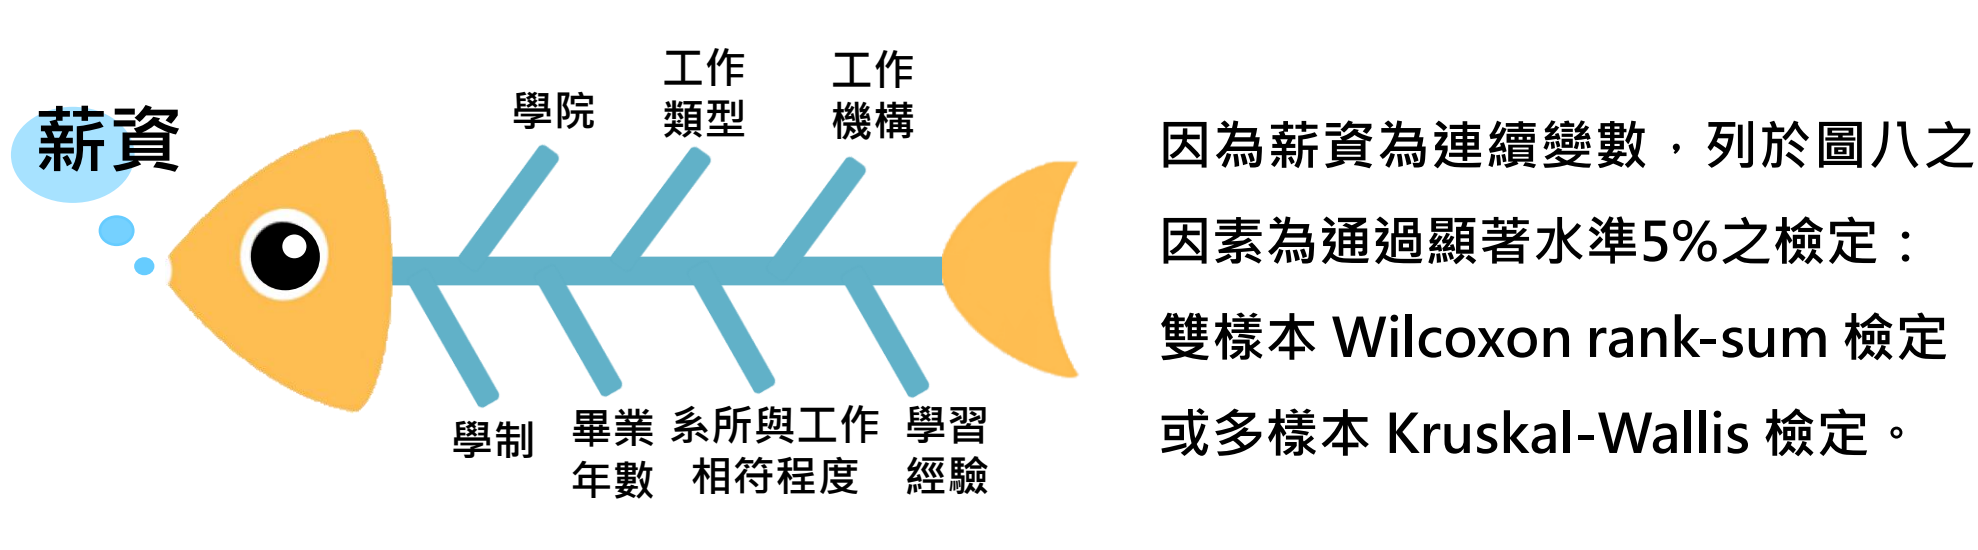 薪資
學院
工作
類型
工作
機構
學制
畢業
年數
系所與工作
相符程度
學習
經驗
因為薪資為連續變數，列於圖八之
因素為通過顯著水準5%之檢定：
雙樣本 Wilcoxon rank-sum 檢定
或多樣本 Kruskal-Wallis 檢定。